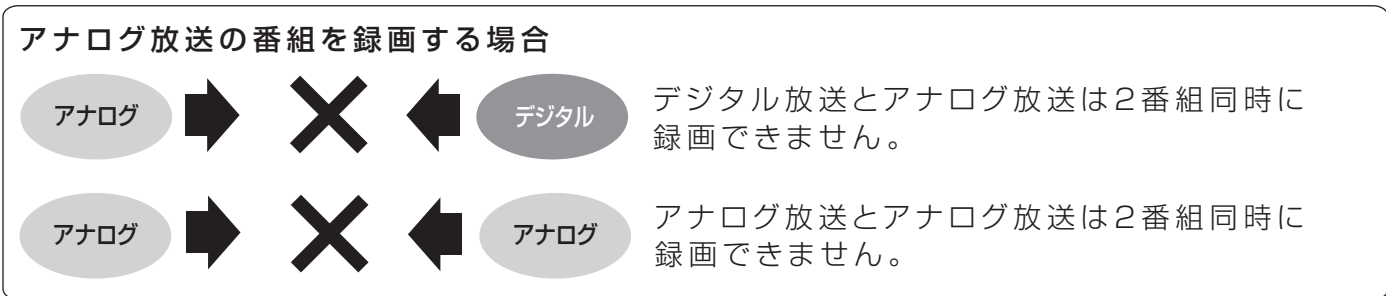 アナログ放送の番組を録画する場合
アナログ デジタル
デジタル放送とアナログ放送は2番組同時に
録画できません。
アナログ アナログ
アナログ放送とアナログ放送は2番組同時に
録画できません。